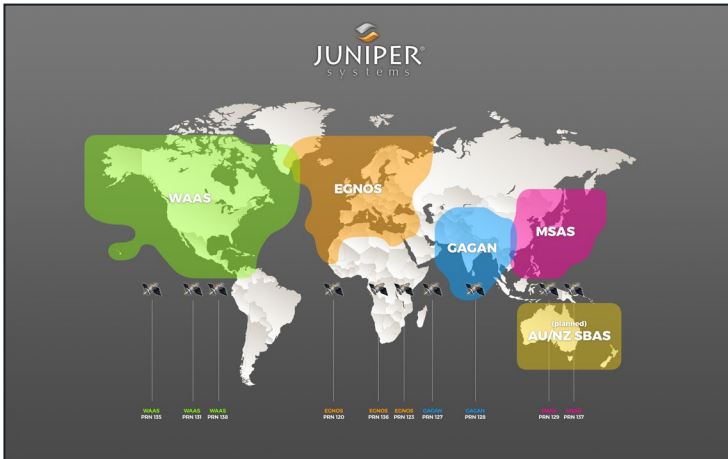 JUNIPER®
systems
WAAS
EGNOS
GAGAN
MSAS
(planned)
AU/NZ SBAS
WAAS
PRN 135
WAAS
PRN 131
WAAS
PRN 138
EGNOS
PRN 120
EGNOS
PRN 136
EGNOS
PRN 123
GAGAN
PRN 127
GAGAN
PRN 128
MSAS
PRN 129
MSAS
PRN 137